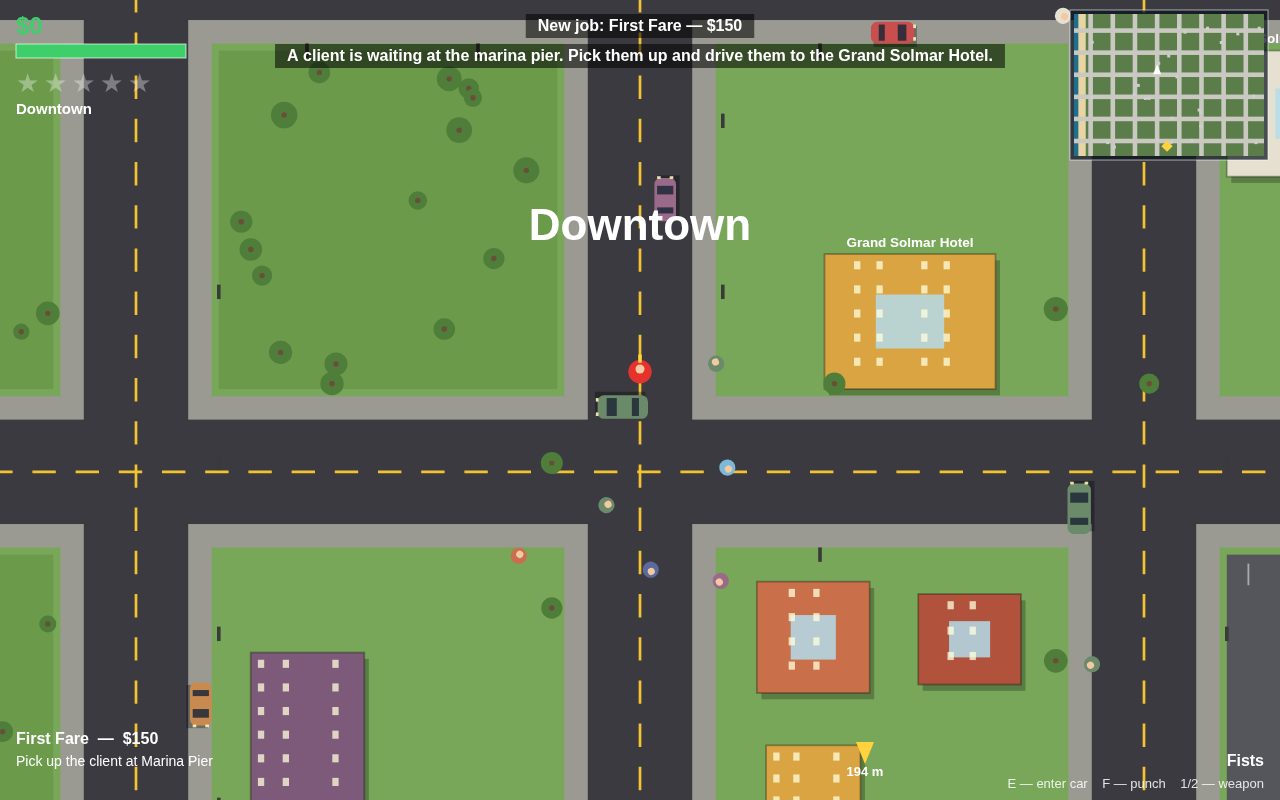 $0
New job: First Fare — $150
A client is waiting at the marina pier. Pick them up and drive them to the Grand Solmar Hotel.
Downtown
Downtown
Grand Solmar Hotel
First Fare — $150
Pick up the client at Marina Pier
194 m
Fists
E — enter car F — punch 1/2 — weapon